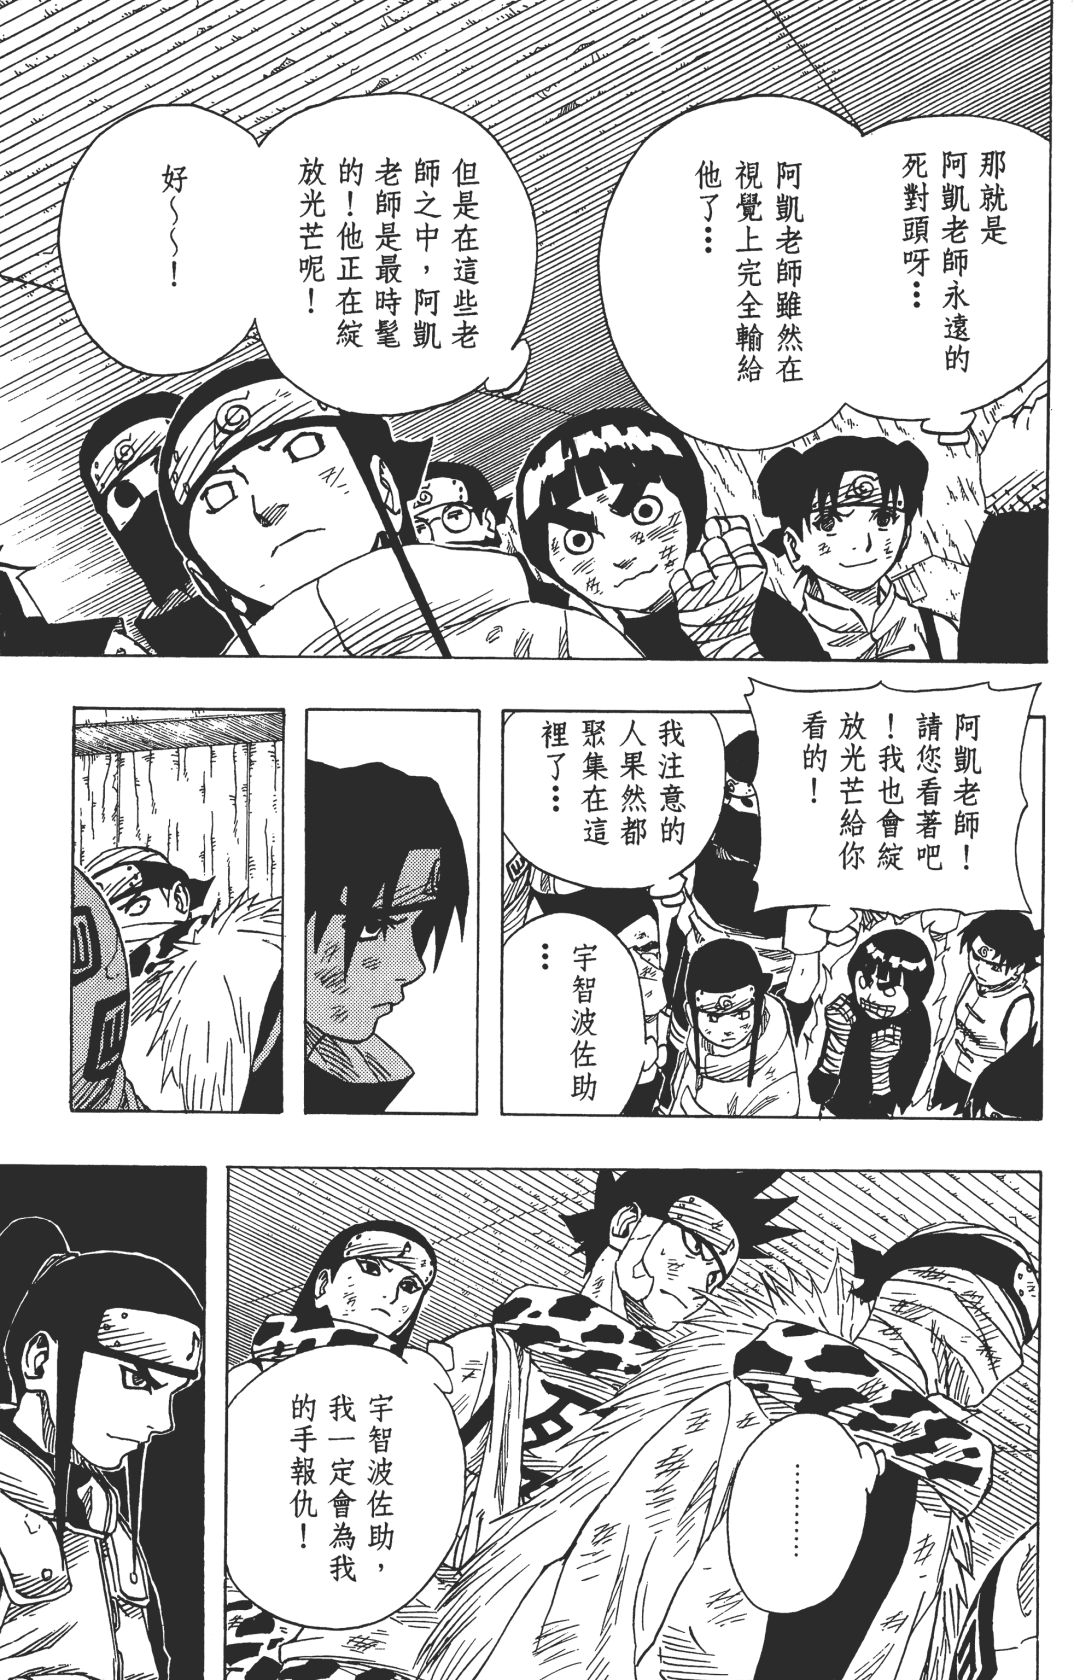 那就是
阿凱老師永遠的
死對頭呀…
阿凱老師雖然在
視覺上完全輸給
他了…
但是在這些老
師之中，阿凱
老師是最時髦
的！他正在綻
放光芒呢！
好～～！
阿凱老師！
請您看著吧
！我也會綻
放光芒給你
看的！
我注意的
人果然都
聚集在這
裡了…
宇智波佐助
…
…………
宇智波佐助，
我一定會為我
的手報仇！